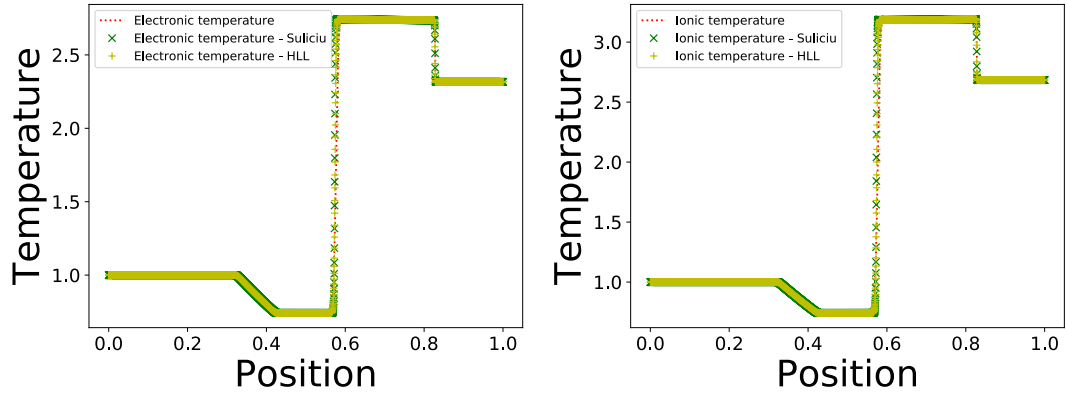 Electronic temperature
Electronic temperature - Suliciu
Electronic temperature - HLL
2.5
2.0
1.5
1.0
Temperature
0.0 0.2 0.4 0.6 0.8 1.0
Position
Ionic temperature
Ionic temperature - Suliciu
Ionic temperature - HLL
3.0
2.5
2.0
1.5
1.0
Temperature
0.0 0.2 0.4 0.6 0.8 1.0
Position